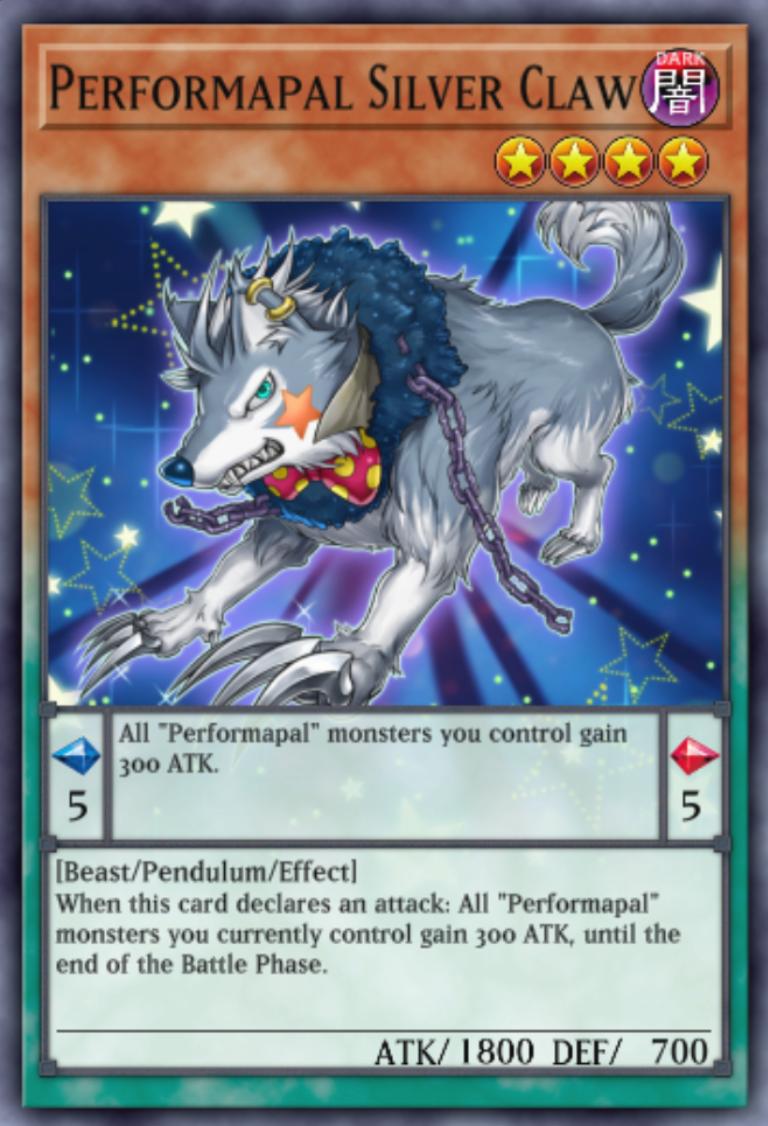 PERFORMAPAL SILVER CLAW
DARK
闇
All "Performapal" monsters you control gain
300 ATK.
5
5
[Beast/Pendulum/Effect]
When this card declares an attack: All "Performapal"
monsters you currently control gain 300 ATK, until the
end of the Battle Phase.
ATK/ 1800 DEF/ 700